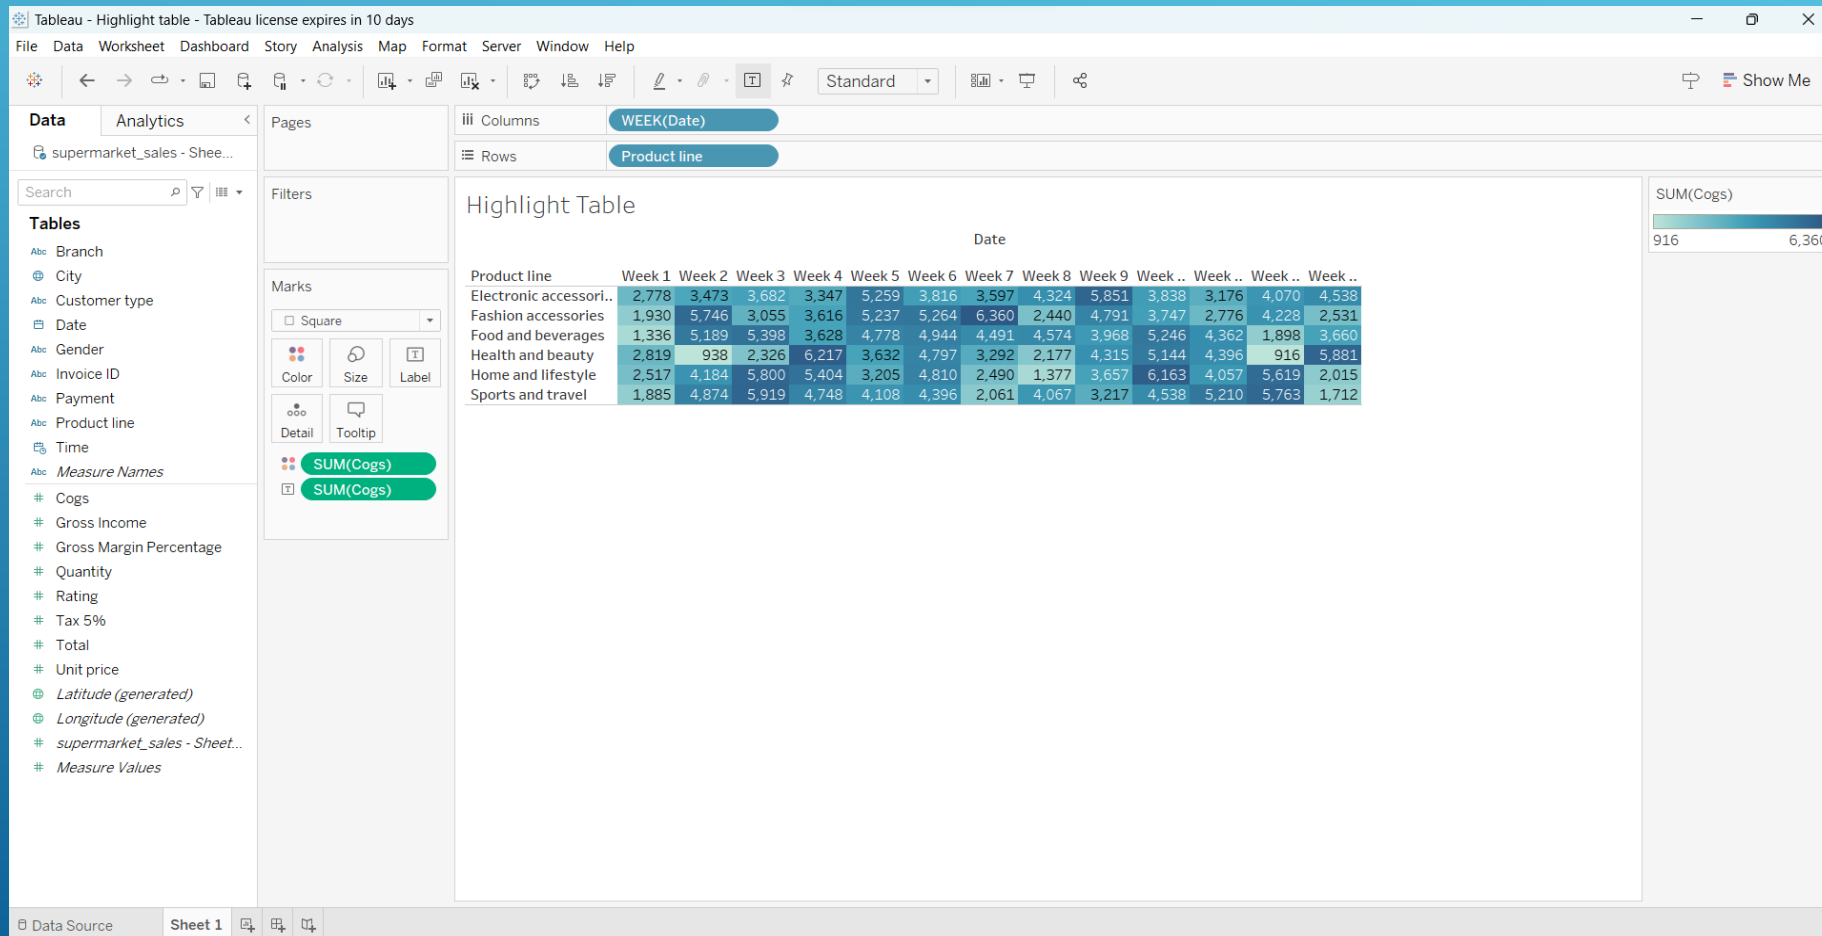 Tableau - Highlight table - Tableau license expires in 10 days
File Data Worksheet Dashboard Story Analysis Map Format Server Window Help
Standard
Show Me
Data Analytics
supermarket_sales - Shee...
Search
Tables
Abc Branch
City
Abc Customer type
Date
Abc Gender
Abc Invoice ID
Abc Payment
Abc Product line
Time
Abc Measure Names
# Cogs
# Gross Income
# Gross Margin Percentage
# Quantity
# Rating
# Tax 5%
# Total
# Unit price
Latitude (generated)
Longitude (generated)
# supermarket_sales - Sheet...
# Measure Values
Pages
Filters
Marks
Square
Color Size T Label
Detail Tooltip
SUM(Cogs)
T SUM(Cogs)
iii Columns WEEK(Date)
Rows Product line
Highlight Table
Date
Product line Week 1 Week 2 Week 3 Week 4 Week 5 Week 6 Week 7 Week 8 Week 9 Week .. Week .. Week .. Week ..
Electronic accessori.. 2,778 3,473 3,682 3,347 5,259 3,816 3,597 4,324 5,851 3,838 3,176 4,070 4,538
Fashion accessories 1,930 5,746 3,055 3,616 5,237 5,264 6,360 2,440 4,791 3,747 2,776 4,228 2,531
Food and beverages 1,336 5,189 5,398 3,628 4,778 4,944 4,491 4,574 3,968 5,246 4,362 1,898 3,660
Health and beauty 2,819 938 2,326 6,217 3,632 4,797 3,292 2,177 4,315 5,144 4,396 916 5,881
Home and lifestyle 2,517 4,184 5,800 5,404 3,205 4,810 2,490 1,377 3,657 6,163 4,057 5,619 2,015
Sports and travel 1,885 4,874 5,919 4,748 4,108 4,396 2,061 4,067 3,217 4,538 5,210 5,763 1,712
SUM(Cogs)
916 6,360
Data Source Sheet 1